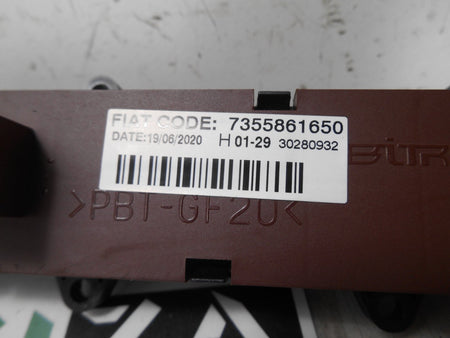 FIAT CODE: 7355861650
DATE:19/06/2020 H 01-29 30280932
>PBT-GF20<